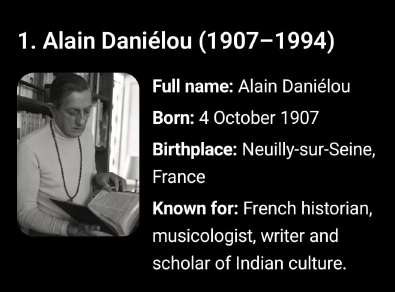 1. Alain Daniélou (1907–1994)
Full name: Alain Daniélou
Born: 4 October 1907
Birthplace: Neuilly-sur-Seine,
France
Known for: French historian,
musicologist, writer and
scholar of Indian culture.